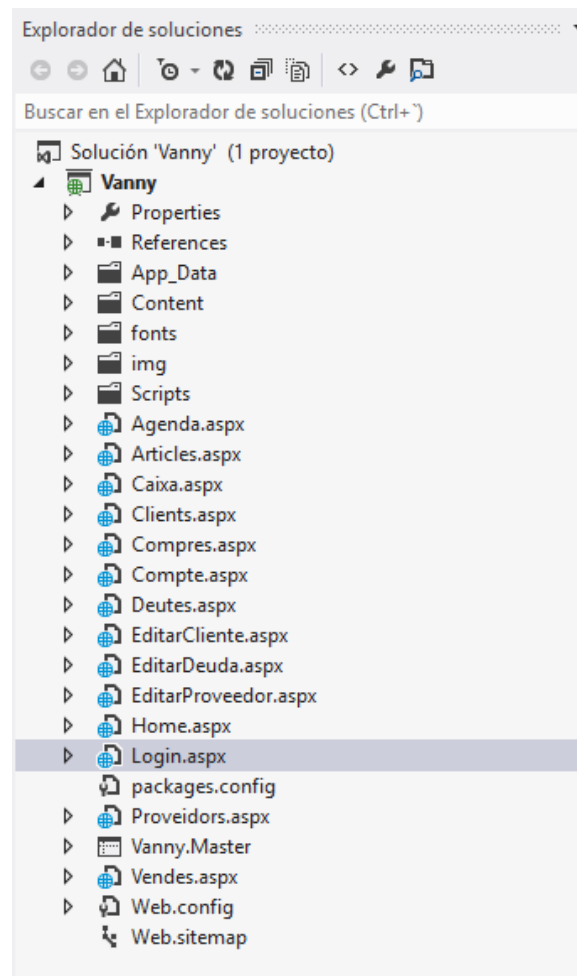 Explorador de soluciones
Buscar en el Explorador de soluciones (Ctrl+`)
Solución 'Vanny' (1 proyecto)
Vanny
Properties
References
App_Data
Content
fonts
img
Scripts
Agenda.aspx
Articles.aspx
Caixa.aspx
Clients.aspx
Compres.aspx
Compte.aspx
Deutes.aspx
EditarCliente.aspx
EditarDeuda.aspx
EditarProveedor.aspx
Home.aspx
Login.aspx
packages.config
Proveidors.aspx
Vanny.Master
Vendes.aspx
Web.config
Web.sitemap